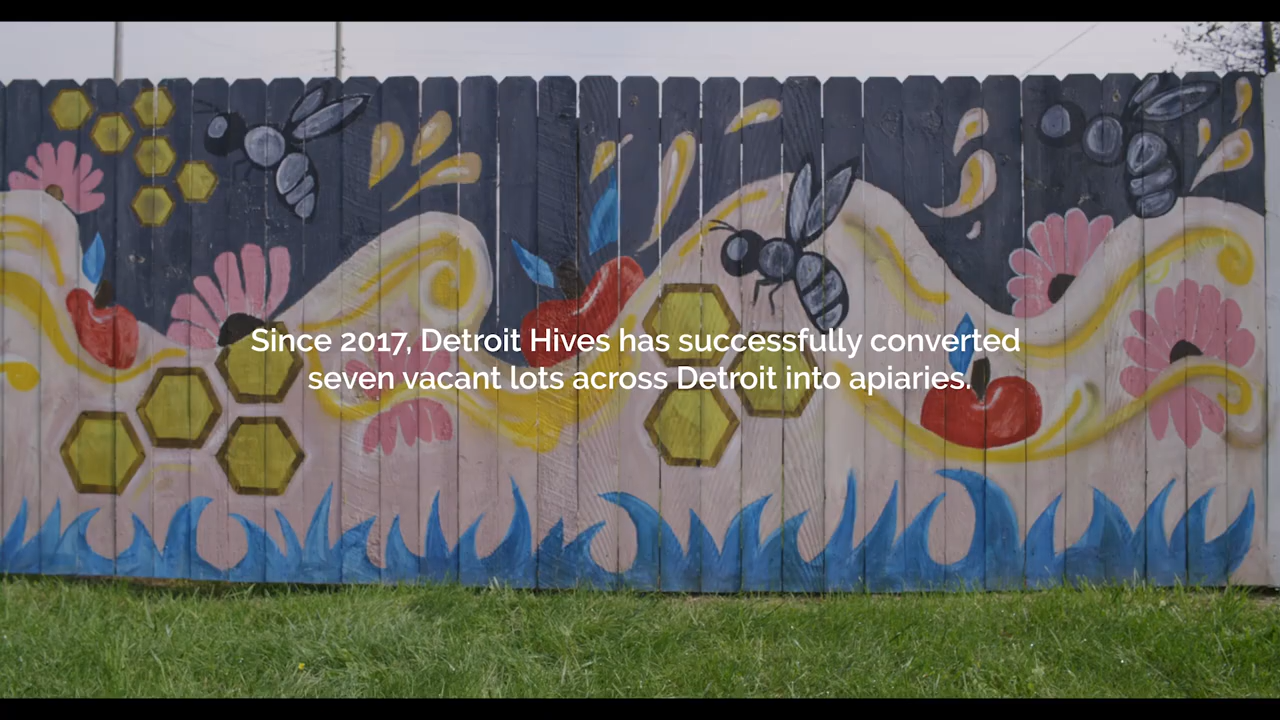 Since 2017, Detroit Hives has successfully converted
seven vacant lots across Detroit into apiaries.